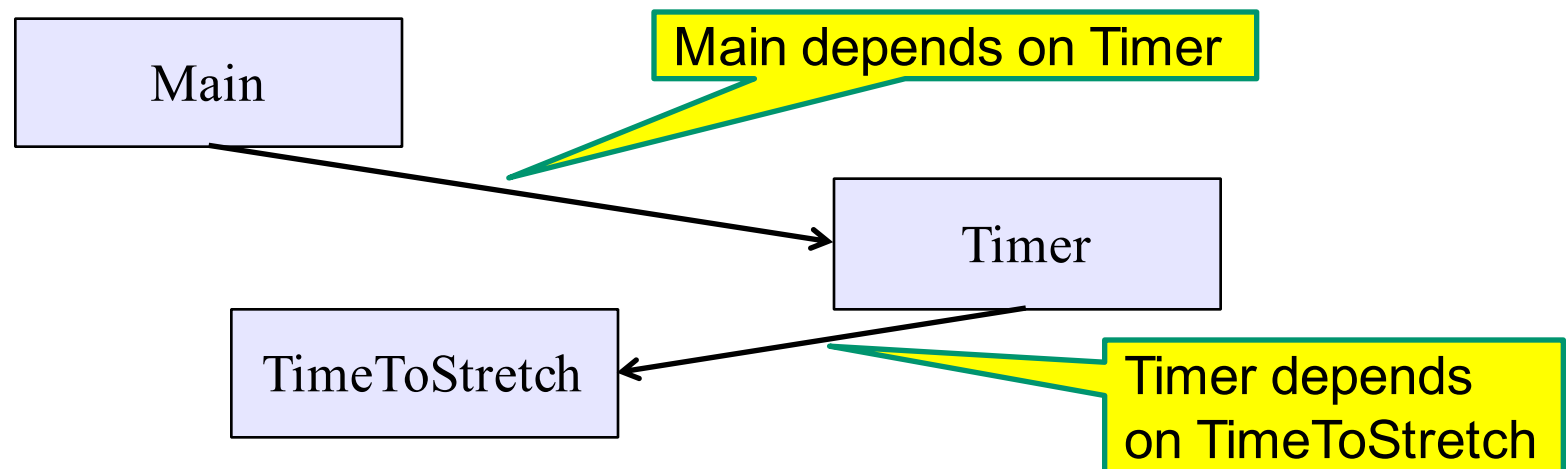 Main
Main depends on Timer
Timer
TimeToStretch
Timer depends
on TimeToStretch